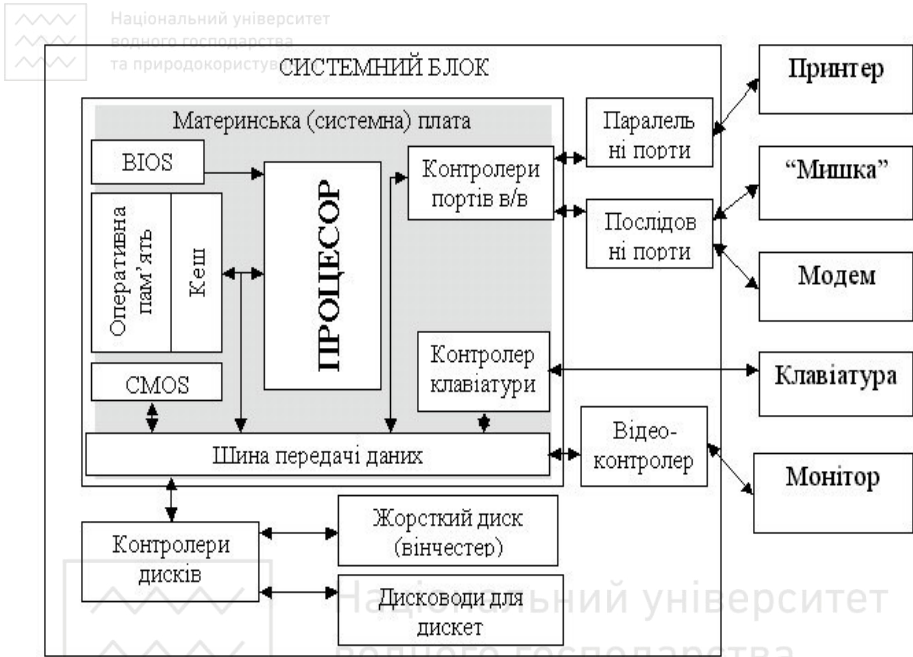 Національний університет
водного господарства
та природокористув
СИСТЕМНИЙ БЛОК
Материнська (системна) плата
BIOS
Оперативна
пам’ять
Кеш
CMOS
ПРОЦЕСОР
Контролери
портів в/в
Контролер
клавіатури
Шина передачі даних
Паралель
ні порти
Послідов
ні порти
Відео-
контролер
Принтер
“Мишка”
Модем
Клавіатура
Монітор
Контролери
дисків
Жорсткий диск
(вінчестер)
Дисководи для
дискет
Національний університет
водного господарства